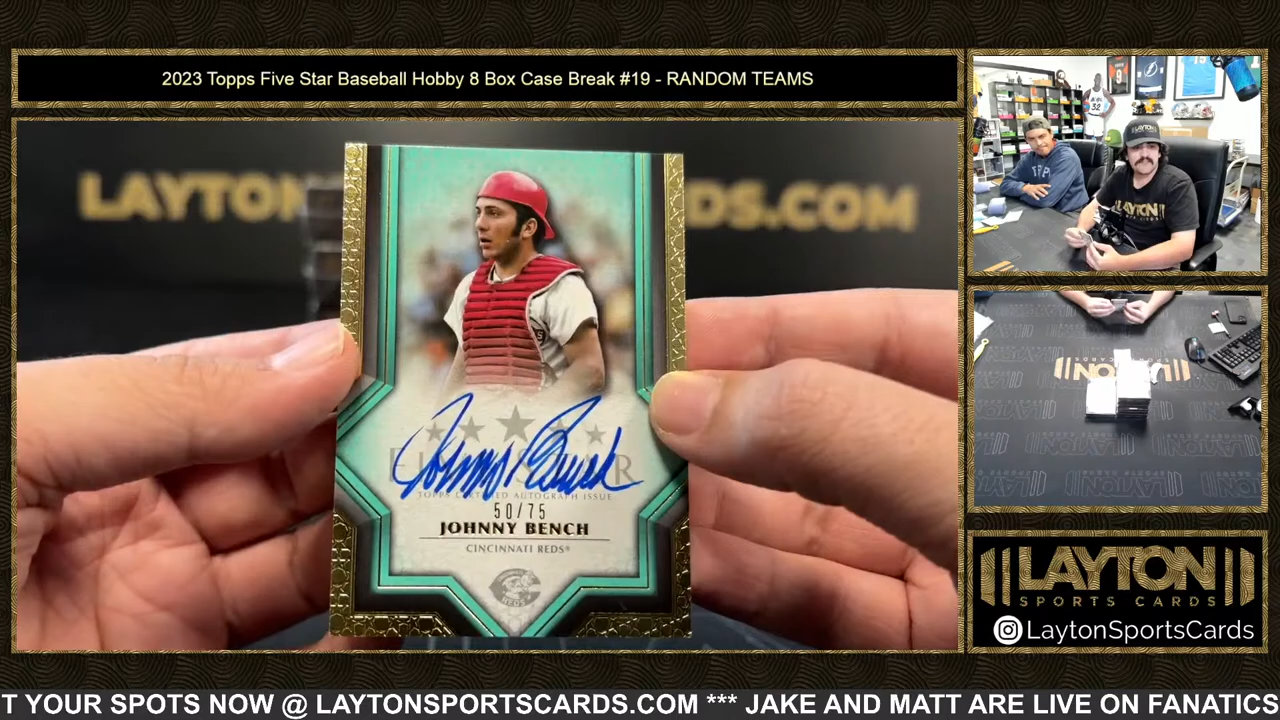 2023 Topps Five Star Baseball Hobby 8 Box Case Break #19 - RANDOM TEAMS
LAYTON
DS.COM
Johnny Bench
TOPPS CERTIFIED AUTOGRAPH ISSUE
50/75
JOHNNY BENCH
CINCINNATI REDS®
LAYTON
LAYTON
SPORTS CARDS
LaytonSportsCards
T YOUR SPOTS NOW @ LAYTONSPORTSCARDS.COM *** JAKE AND MATT ARE LIVE ON FANATICS